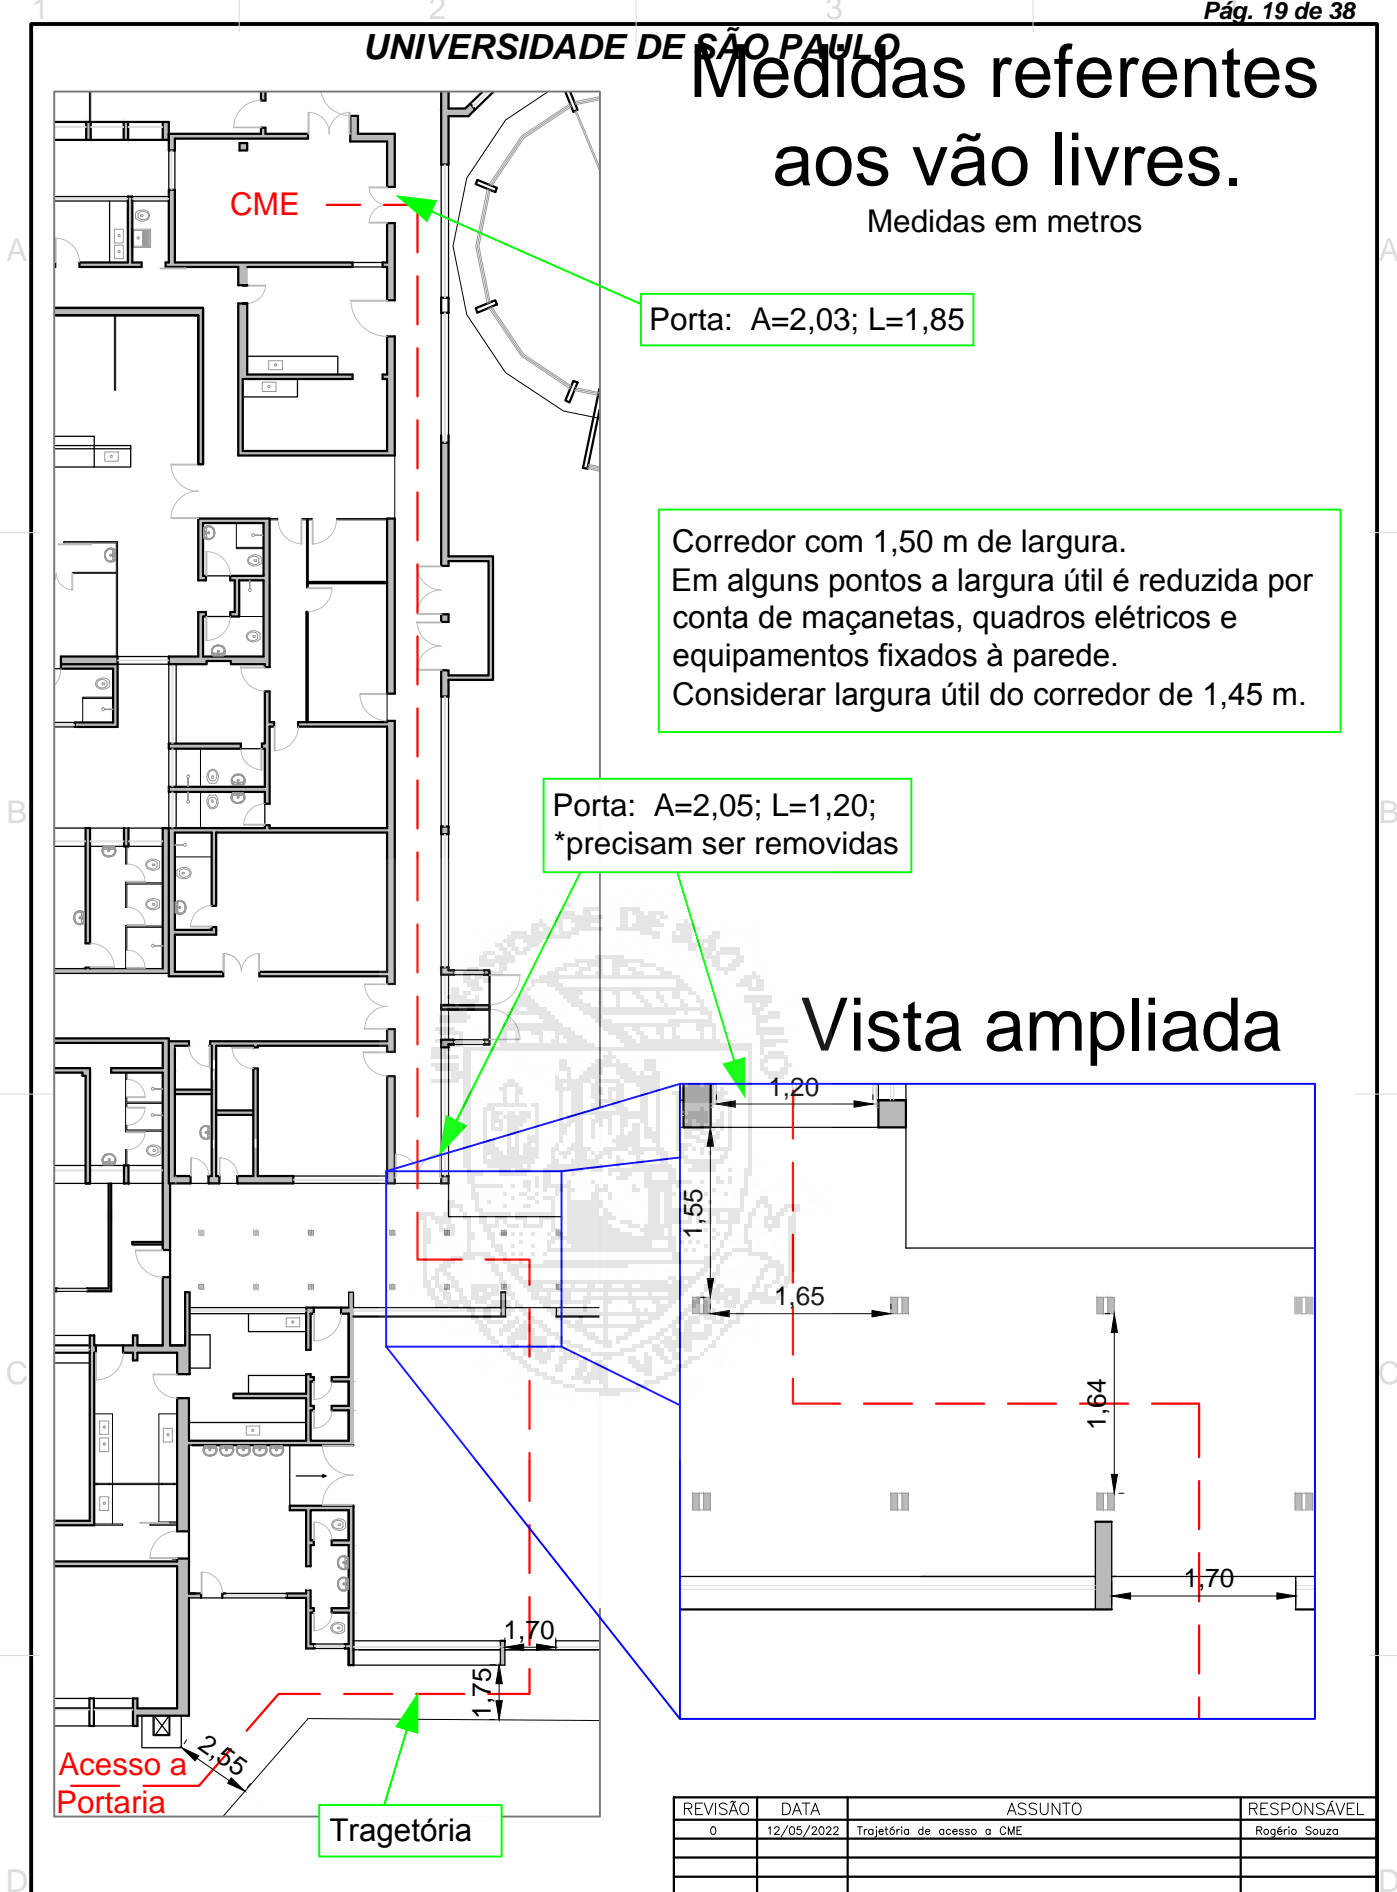 1
2
3
Pág. 19 de 38
UNIVERSIDADE DE SÃO PAULO
Medidas referentes
aos vão livres.
Medidas em metros
CME
A
A
Porta: A=2,03; L=1,85
Corredor com 1,50 m de largura.
Em alguns pontos a largura útil é reduzida por
conta de maçanetas, quadros elétricos e
equipamentos fixados à parede.
Considerar largura útil do corredor de 1,45 m.
Porta: A=2,05; L=1,20;
*precisam ser removidas
B
B
Vista ampliada
1,20
1,55
1,65
1,64
1,70
C
C
1,70
1,75
2,55
Acesso a
Portaria
Tragetória
REVISÃO DATA ASSUNTO RESPONSÁVEL
0 12/05/2022 Trajetória de acesso a CME Rogério Souza
D
D